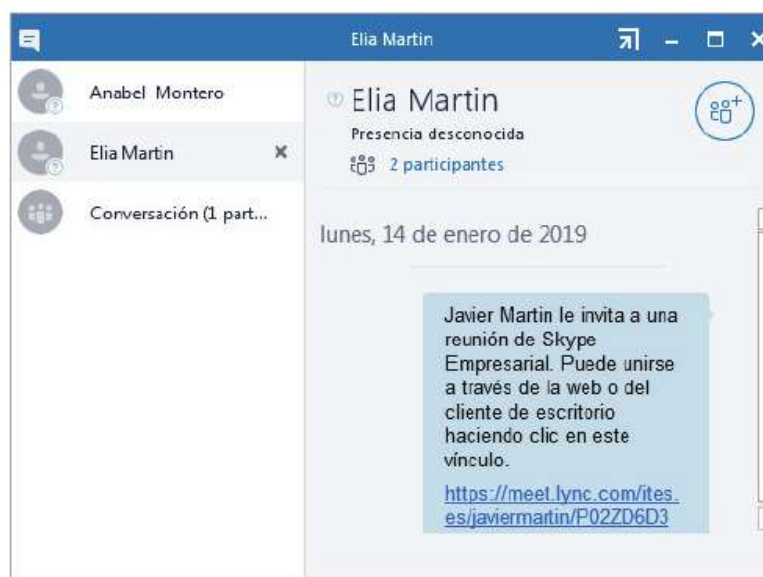 Elia Martin
Anabel Montero
Elia Martin
Conversación (1 part...
Elia Martin
Presencia desconocida
2 participantes
lunes, 14 de enero de 2019
Javier Martin le invita a una
reunión de Skype
Empresarial. Puede unirse
a través de la web o del
cliente de escritorio
haciendo clic en este
vínculo.
https://meet.lync.com/ites.
es/javiermartin/P02ZD6D3